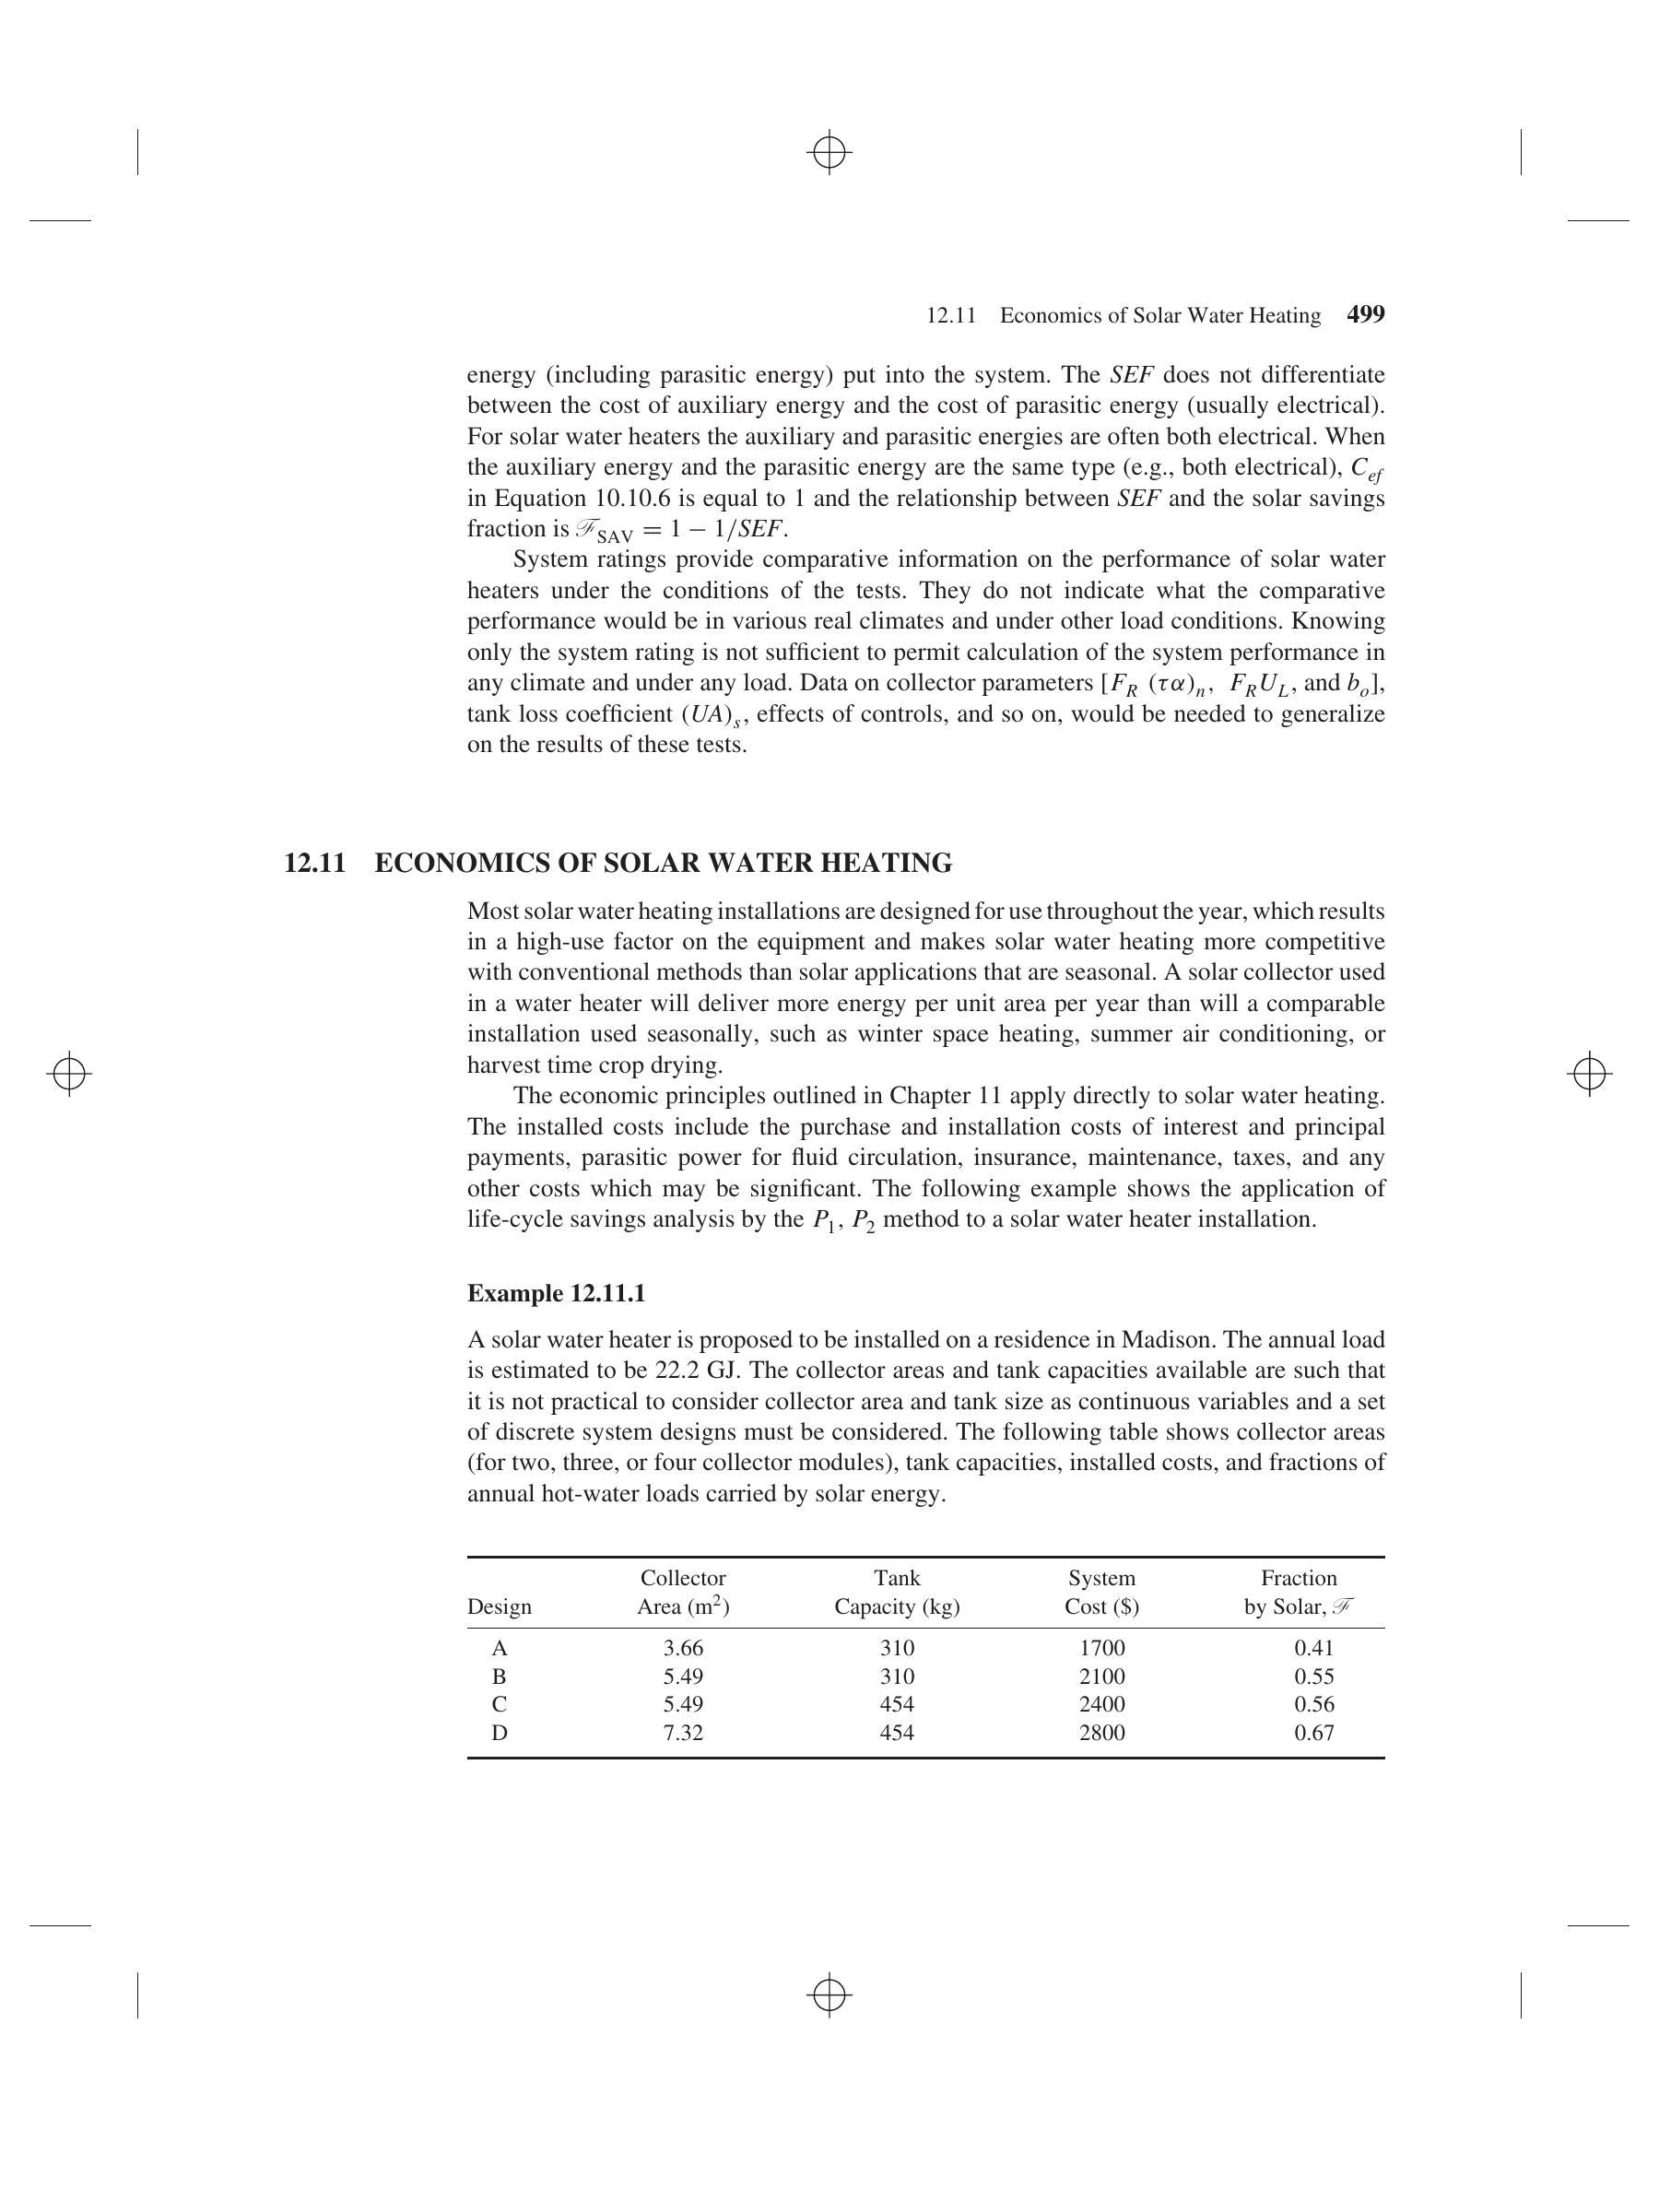 12.11 Economics of Solar Water Heating 499
energy (including parasitic energy) put into the system. The SEF does not differentiate
between the cost of auxiliary energy and the cost of parasitic energy (usually electrical).
For solar water heaters the auxiliary and parasitic energies are often both electrical. When
the auxiliary energy and the parasitic energy are the same type (e.g., both electrical), C_ef
in Equation 10.10.6 is equal to 1 and the relationship between SEF and the solar savings
fraction is ℱ_SAV = 1 − 1/SEF.
System ratings provide comparative information on the performance of solar water
heaters under the conditions of the tests. They do not indicate what the comparative
performance would be in various real climates and under other load conditions. Knowing
only the system rating is not sufficient to permit calculation of the system performance in
any climate and under any load. Data on collector parameters [F_R (τα)_n, F_R U_L, and b_o],
tank loss coefficient (UA)_s, effects of controls, and so on, would be needed to generalize
on the results of these tests.
12.11 ECONOMICS OF SOLAR WATER HEATING
Most solar water heating installations are designed for use throughout the year, which results
in a high-use factor on the equipment and makes solar water heating more competitive
with conventional methods than solar applications that are seasonal. A solar collector used
in a water heater will deliver more energy per unit area per year than will a comparable
installation used seasonally, such as winter space heating, summer air conditioning, or
harvest time crop drying.
The economic principles outlined in Chapter 11 apply directly to solar water heating.
The installed costs include the purchase and installation costs of interest and principal
payments, parasitic power for fluid circulation, insurance, maintenance, taxes, and any
other costs which may be significant. The following example shows the application of
life-cycle savings analysis by the P₁, P₂ method to a solar water heater installation.
Example 12.11.1
A solar water heater is proposed to be installed on a residence in Madison. The annual load
is estimated to be 22.2 GJ. The collector areas and tank capacities available are such that
it is not practical to consider collector area and tank size as continuous variables and a set
of discrete system designs must be considered. The following table shows collector areas
(for two, three, or four collector modules), tank capacities, installed costs, and fractions of
annual hot-water loads carried by solar energy.
Collector Tank System Fraction
Design Area (m²) Capacity (kg) Cost ($) by Solar, ℱ
A 3.66 310 1700 0.41
B 5.49 310 2100 0.55
C 5.49 454 2400 0.56
D 7.32 454 2800 0.67